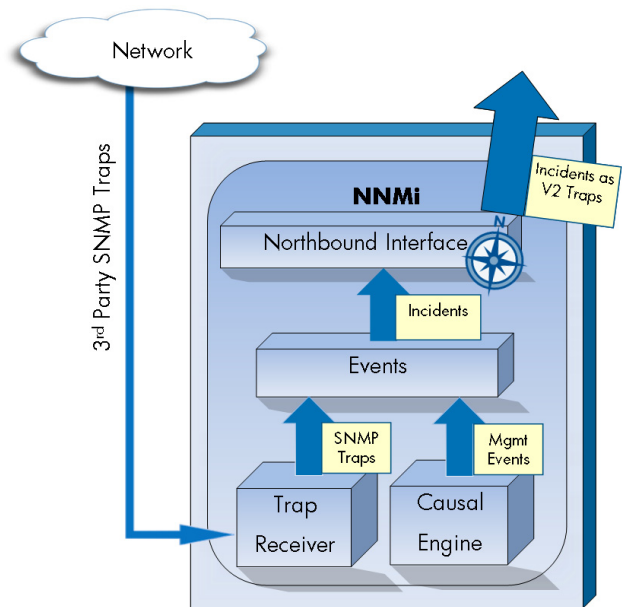 Network
3rd Party SNMP Traps
Incidents as
V2 Traps
NNMi
N
Northbound Interface
Incidents
Events
SNMP
Traps
Mgmt
Events
Trap
Receiver
Causal
Engine